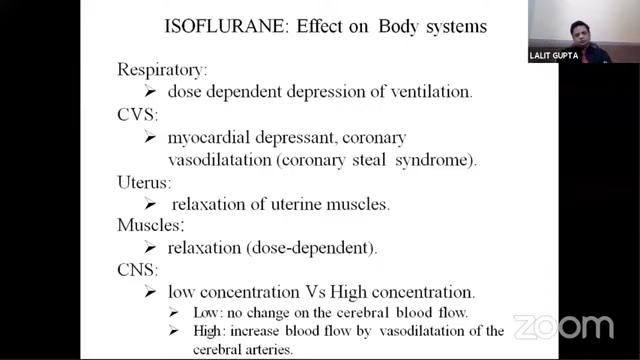 ISOFLURANE: Effect on Body systems
LALIT GUPTA
Respiratory:
dose dependent depression of ventilation.
CVS:
myocardial depressant, coronary
vasodilatation (coronary steal syndrome).
Uterus:
relaxation of uterine muscles.
Muscles:
relaxation (dose-dependent).
CNS:
low concentration Vs High concentration.
Low: no change on the cerebral blood flow.
High: increase blood flow by vasodilatation of the
cerebral arteries.
zoom